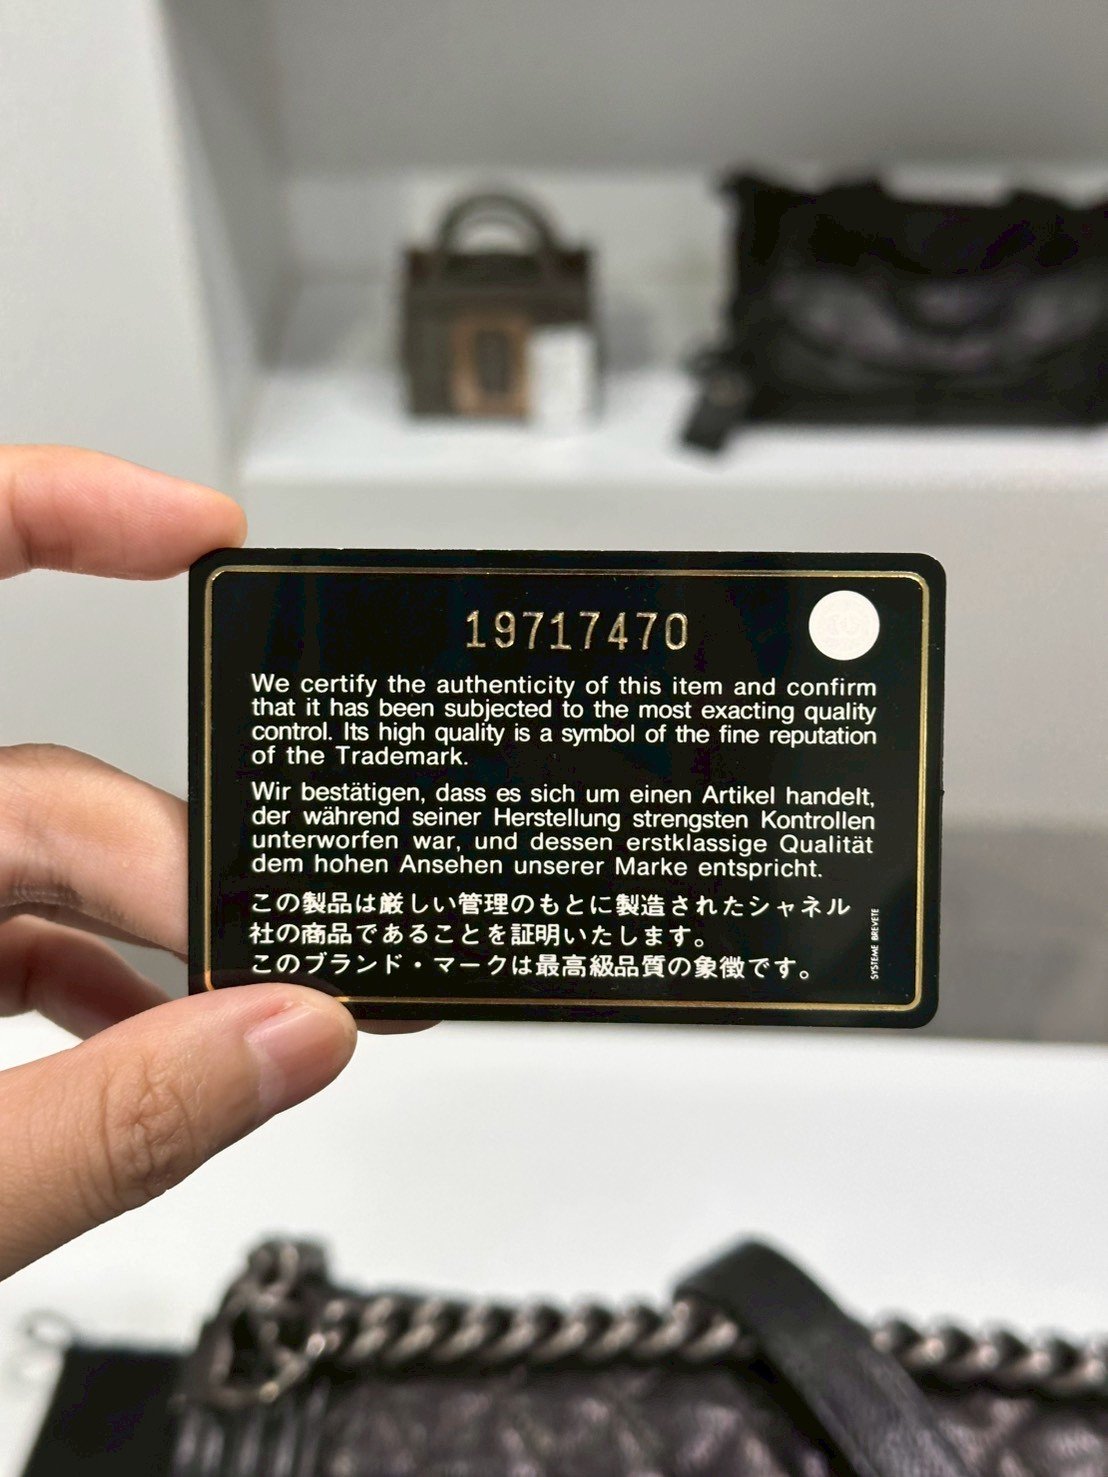 19717470
We certify the authenticity of this item and confirm
that it has been subjected to the most exacting quality
control. Its high quality is a symbol of the fine reputation
of the Trademark.
Wir bestätigen, dass es sich um einen Artikel handelt,
der während seiner Herstellung strengsten Kontrollen
unterworfen war, und dessen erstklassige Qualität
dem hohen Ansehen unserer Marke entspricht.
この製品は厳しい管理のもとに製造されたシャネル
社の商品であることを証明いたします。
このブランド・マークは最高級品質の象徴です。
SYSTEME BREVETE